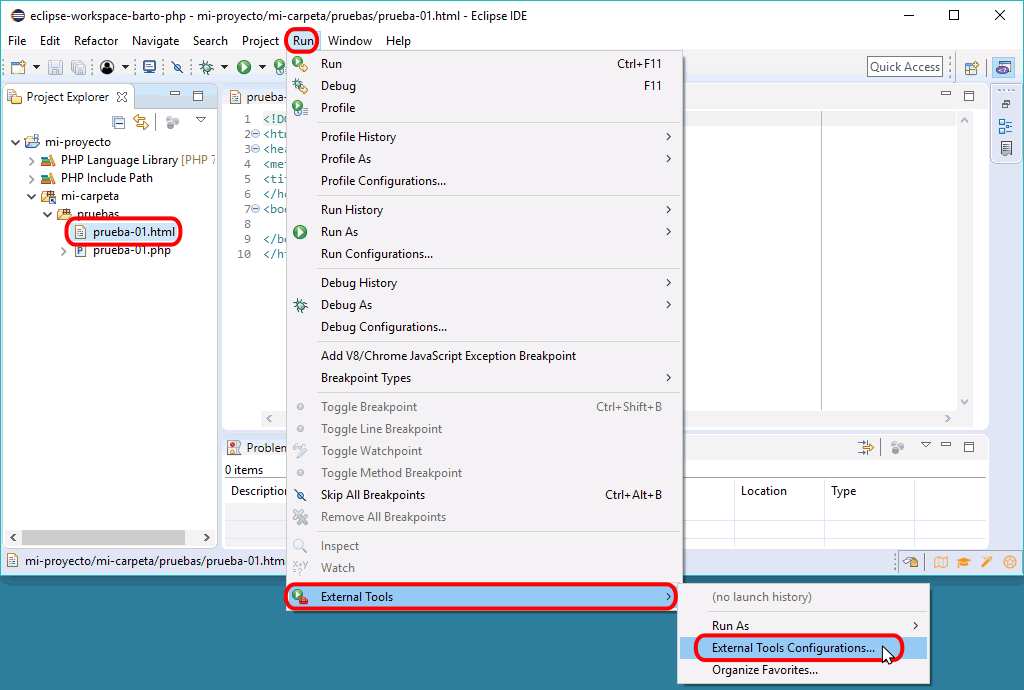 eclipse-workspace-barto-php - mi-proyecto/mi-carpeta/pruebas/prueba-01.html - Eclipse IDE
File Edit Refactor Navigate Search Project Run Window Help
Quick Access
Project Explorer
mi-proyecto
PHP Language Library [PHP 7
PHP Include Path
mi-carpeta
pruebas
prueba-01.html
prueba-01.php
prueba-
1 <!DO
2 <htm
3 <hea
4 <met
5 <tit
6 </he
7 <bod
8
9 </bo
10 </ht
Run Ctrl+F11
Debug F11
Profile
Profile History
Profile As
Profile Configurations...
Run History
Run As
Run Configurations...
Debug History
Debug As
Debug Configurations...
Add V8/Chrome JavaScript Exception Breakpoint
Breakpoint Types
Toggle Breakpoint Ctrl+Shift+B
Toggle Line Breakpoint
Toggle Watchpoint
Toggle Method Breakpoint
Skip All Breakpoints Ctrl+Alt+B
Remove All Breakpoints
Inspect
Watch
External Tools
Problem
0 items
Description Location Type
mi-proyecto/mi-carpeta/pruebas/prueba-01.htm
(no launch history)
Run As
External Tools Configurations...
Organize Favorites...